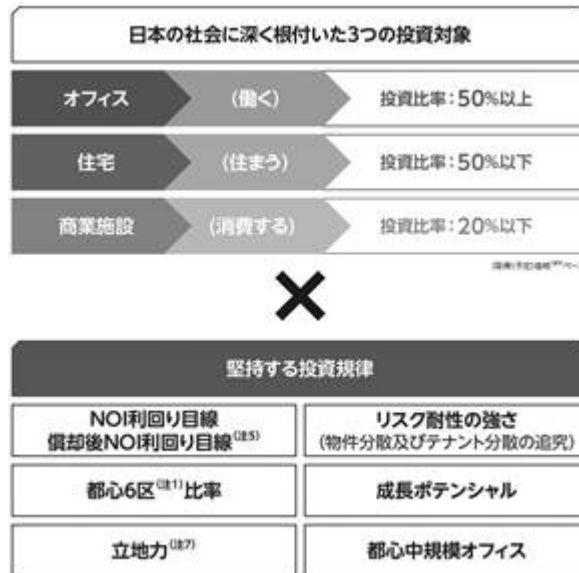 日本の社会に深く根付いた3つの投資対象
オフィス (働く) 投資比率：50%以上
住宅 (住まう) 投資比率：50%以下
商業施設 (消費する) 投資比率：20%以下
堅持する投資規律
NOI利回り目線
償却後NOI利回り目線(注5)
リスク耐性の強さ
(物件分散及びテナント分散の追究)
都心6区(注1)比率
成長ポテンシャル
立地力(注7)
都心中規模オフィス